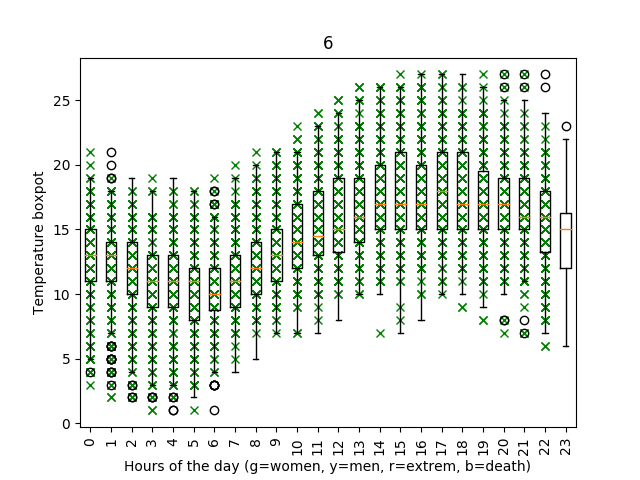 6
Temperature boxpot
25
20
15
10
5
0
0 1 2 3 4 5 6 7 8 9 10 11 12 13 14 15 16 17 18 19 20 21 22 23
Hours of the day (g=women, y=men, r=extrem, b=death)